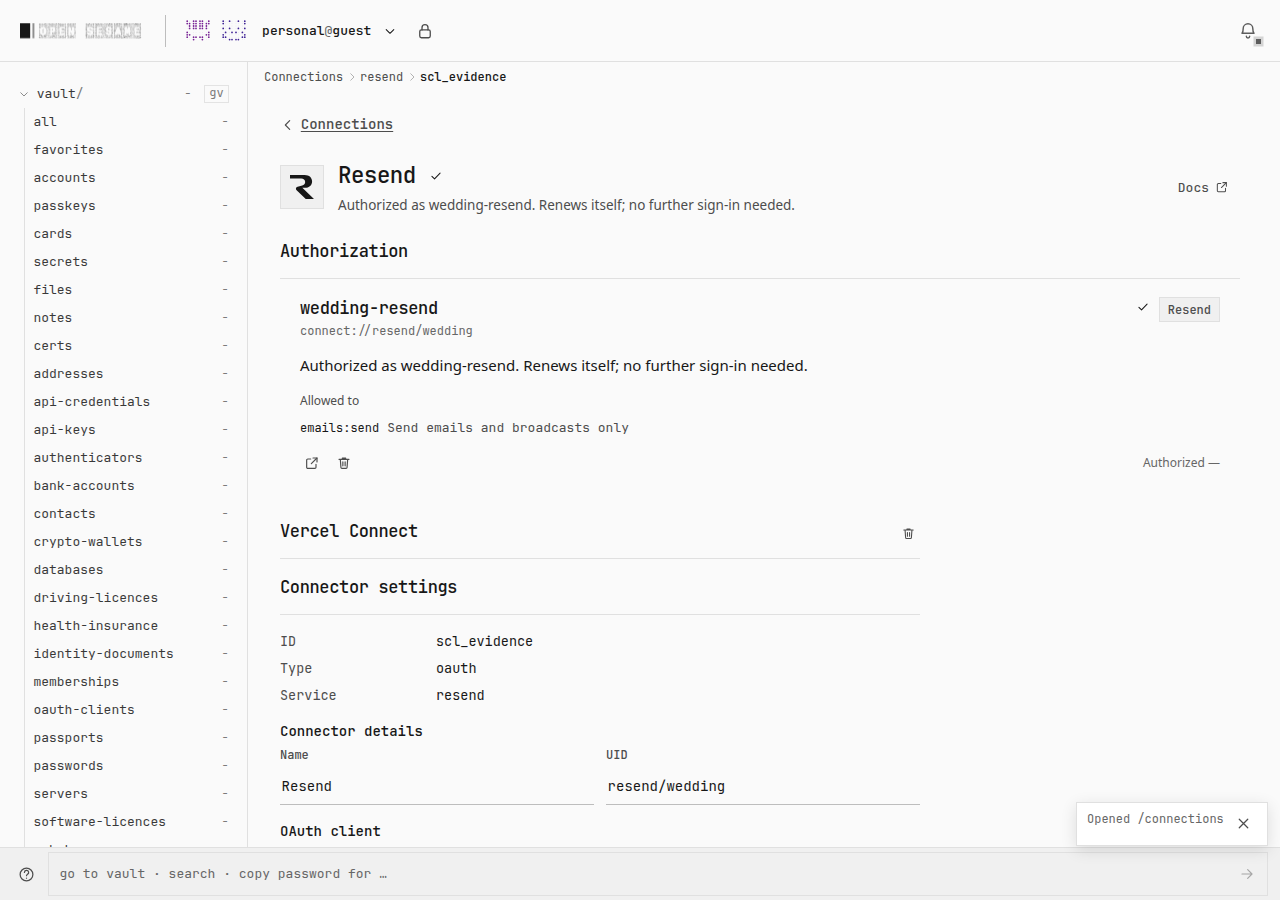 OPEN SESAME
personal@guest
Connections > resend > scl_evidence
vault/ - gv
all -
favorites -
accounts -
passkeys -
cards -
secrets -
files -
notes -
certs -
addresses -
api-credentials -
api-keys -
authenticators -
bank-accounts -
contacts -
crypto-wallets -
databases -
driving-licences -
health-insurance -
identity-documents -
memberships -
oauth-clients -
passports -
passwords -
servers -
software-licences -
Connections
Resend
Authorized as wedding-resend. Renews itself; no further sign-in needed.
Docs
Authorization
wedding-resend
Resend
connect://resend/wedding
Authorized as wedding-resend. Renews itself; no further sign-in needed.
Allowed to
emails:send Send emails and broadcasts only
Authorized —
Vercel Connect
Connector settings
ID scl_evidence
Type oauth
Service resend
Connector details
Name UID
Resend resend/wedding
OAuth client
Opened /connections
go to vault · search · copy password for …